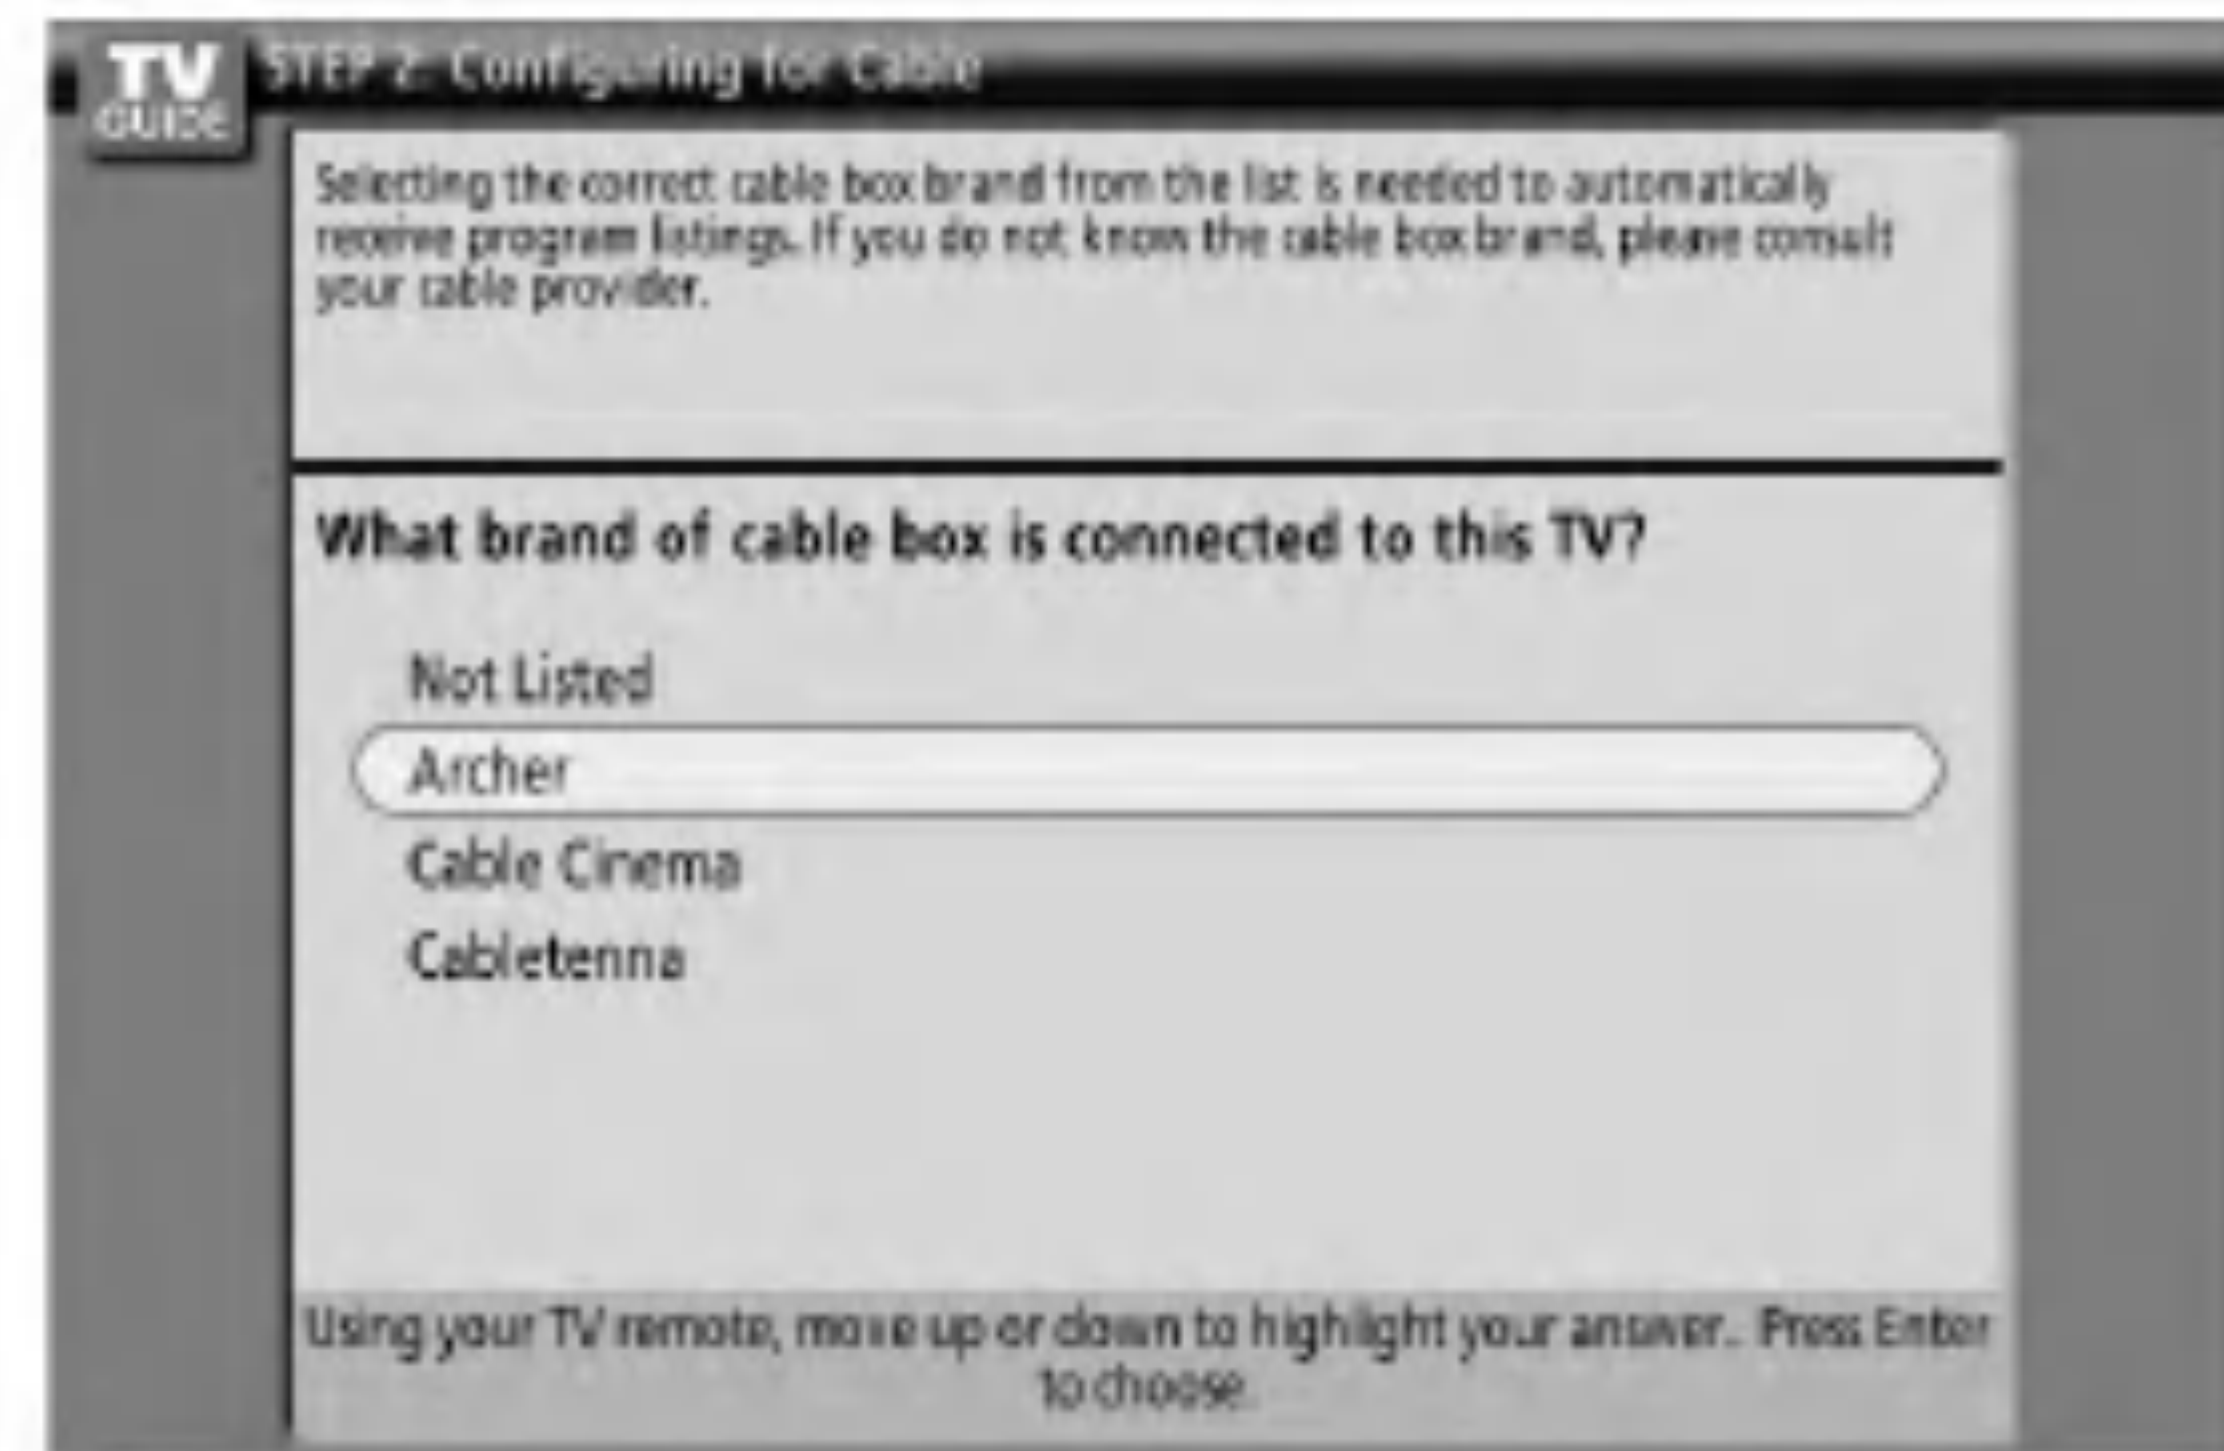 TV
GUIDE
STEP 2: Configuring for Cable
Selecting the correct cable box brand from the list is needed to automatically
receive program listings. If you do not know the cable box brand, please consult
your cable provider.
What brand of cable box is connected to this TV?
Not Listed
Archer
Cable Cinema
Cabletenna
Using your TV remote, move up or down to highlight your answer. Press Enter
to choose.